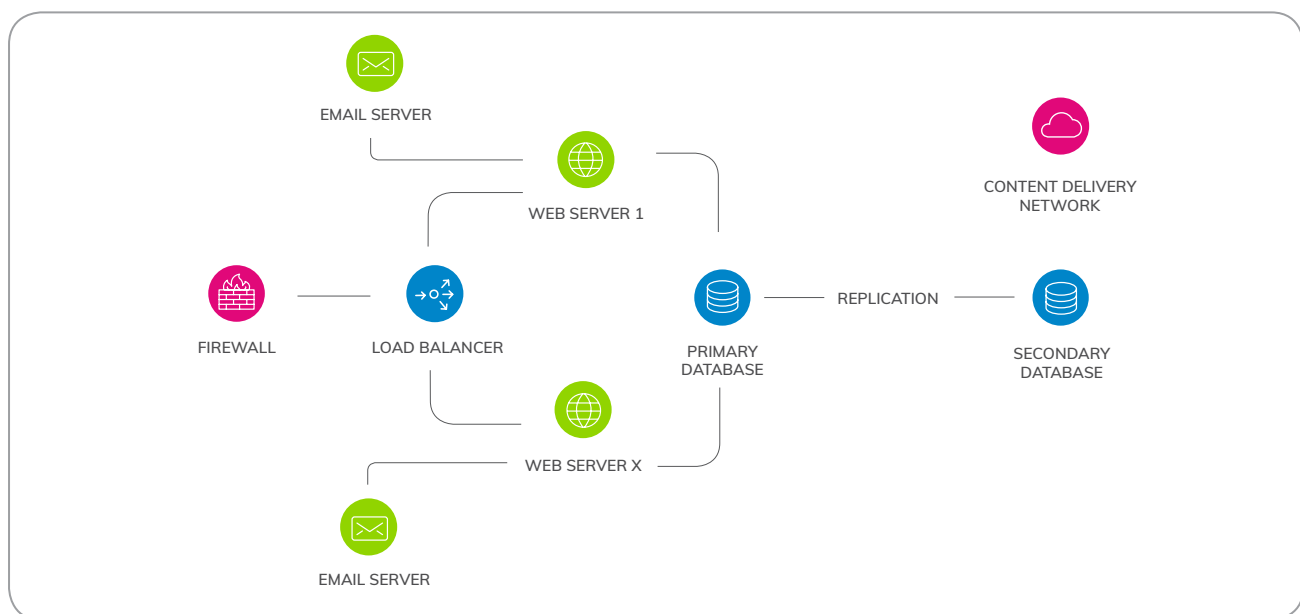 EMAIL SERVER
CONTENT DELIVERY
NETWORK
WEB SERVER 1
FIREWALL
LOAD BALANCER
PRIMARY
DATABASE
REPLICATION
SECONDARY
DATABASE
WEB SERVER X
EMAIL SERVER